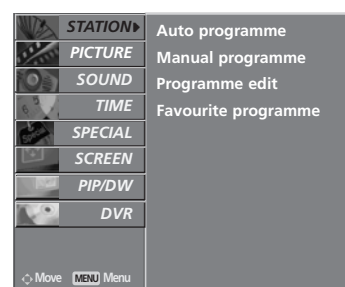 STATION
PICTURE
SOUND
TIME
SPECIAL
SCREEN
PIP/DW
DVR
Auto programme
Manual programme
Programme edit
Favourite programme
Move MENU Menu